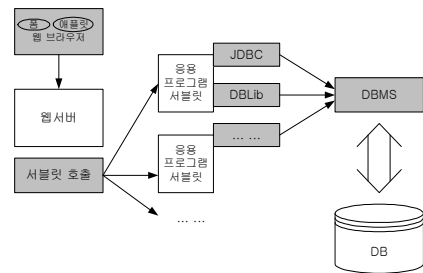 폼 애플릿
웹 브라우저
웹서버
서블릿 호출
응용
프로그램
서블릿
JDBC
DBLib
응용
프로그램
서블릿
... ...
... ...
DBMS
DB